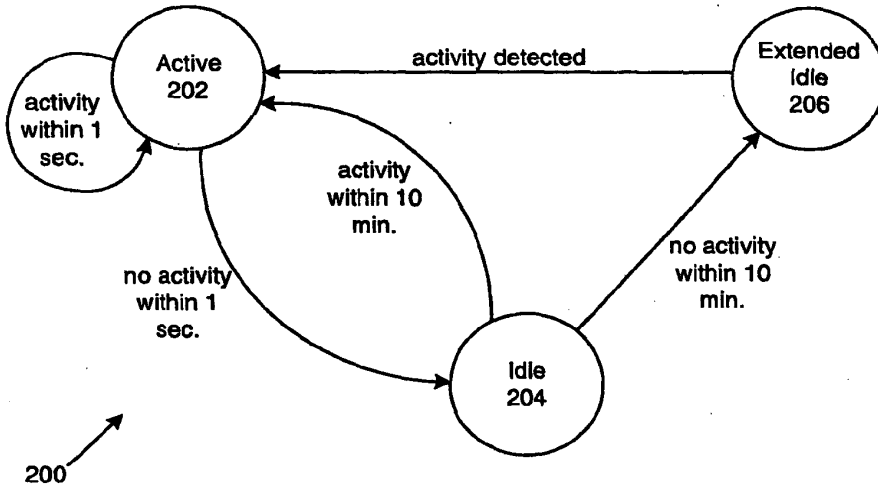 Active
202
activity
within 1
sec.
activity detected
Extended
Idle
206
activity
within 10
min.
no activity
within 1
sec.
no activity
within 10
min.
Idle
204
200